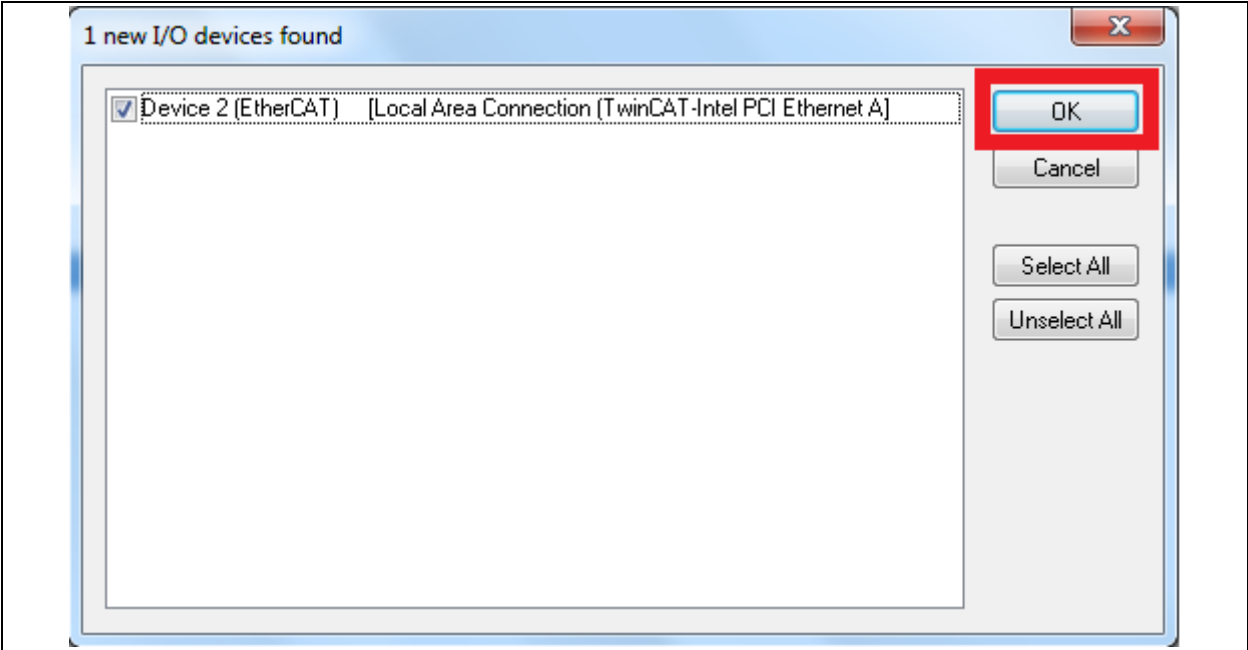 1 new I/O devices found
Device 2 (EtherCAT) [Local Area Connection (TwinCAT-Intel PCI Ethernet A]
OK
Cancel
Select All
Unselect All